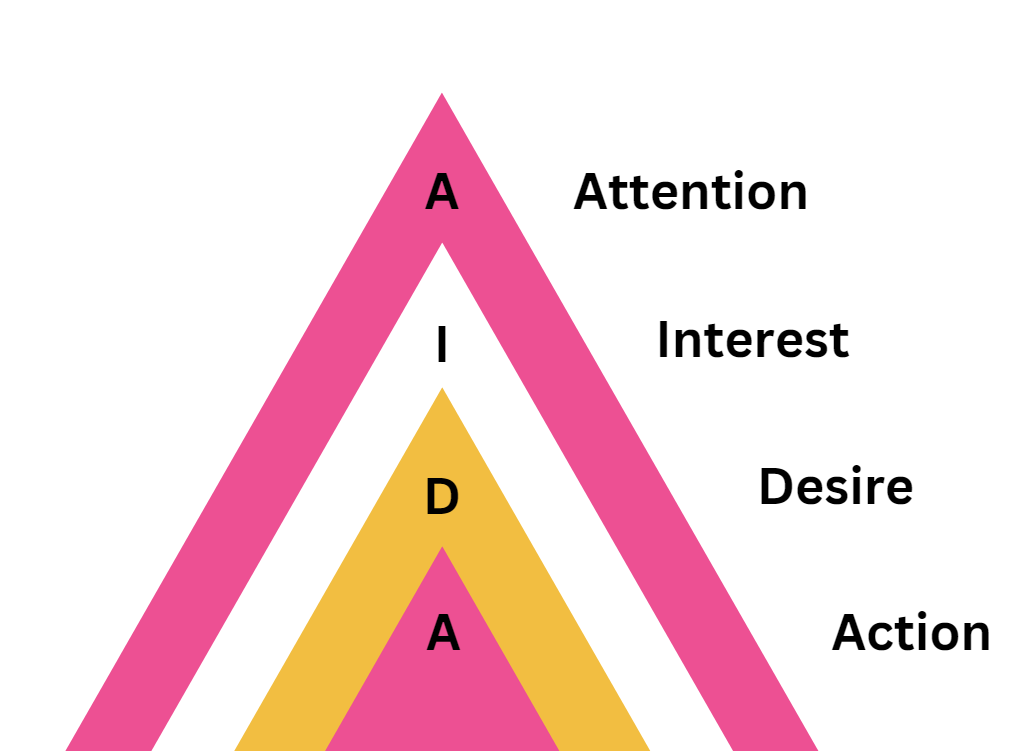 A Attention
I Interest
D Desire
A Action